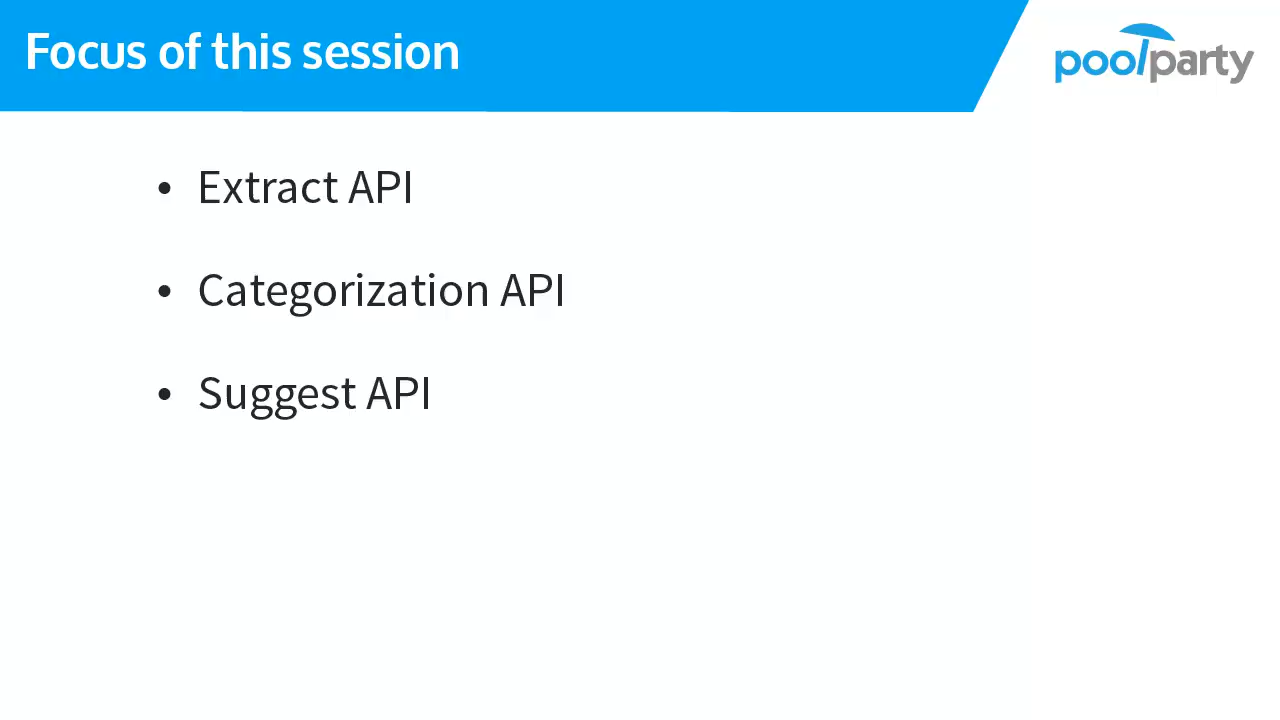 Focus of this session
poolparty
• Extract API
• Categorization API
• Suggest API